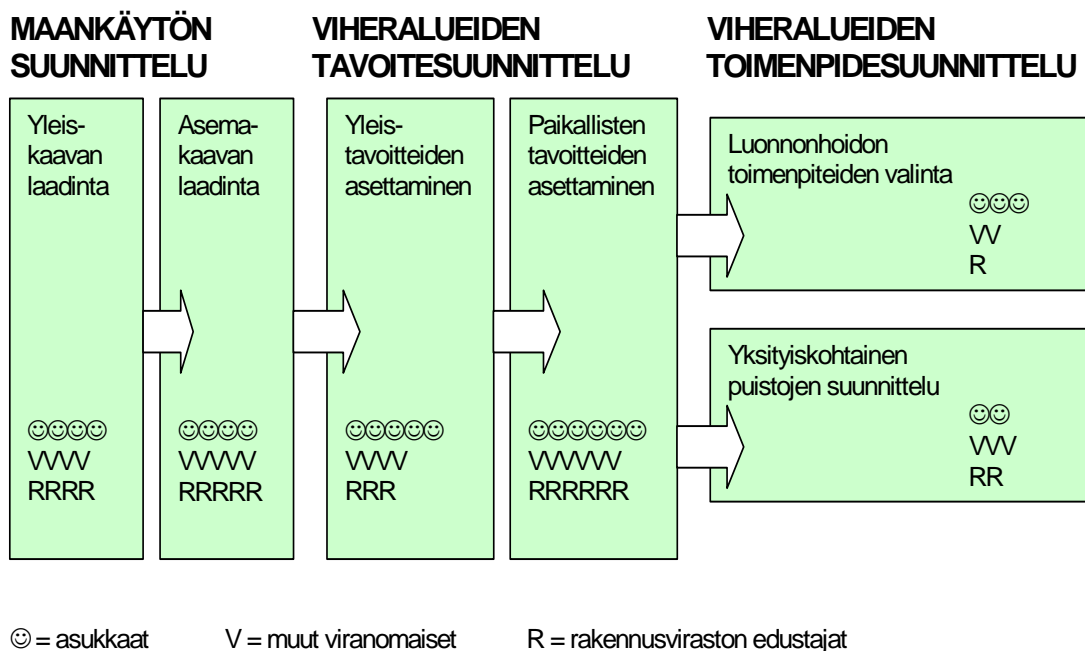 MAANKÄYTÖN
SUUNNITTELU
VIHERALUEIDEN
TAVOITESUUNNITTELU
VIHERALUEIDEN
TOIMENPIDESUUNNITTELU
Yleis-
kaavan
laadinta
☺☺☺☺
VVVV
RRRR
Asema-
kaavan
laadinta
☺☺☺☺
VVVVV
RRRRR
Yleis-
tavoitteiden
asettaminen
☺☺☺☺☺
VVVV
RRR
Paikallisten
tavoitteiden
asettaminen
☺☺☺☺☺☺
VVVVVV
RRRRRR
Luonnonhoidon
toimenpiteiden valinta
☺☺☺
VV
R
Yksityiskohtainen
puistojen suunnittelu
☺☺
VVV
RR
☺ = asukkaat V = muut viranomaiset R = rakennusviraston edustajat